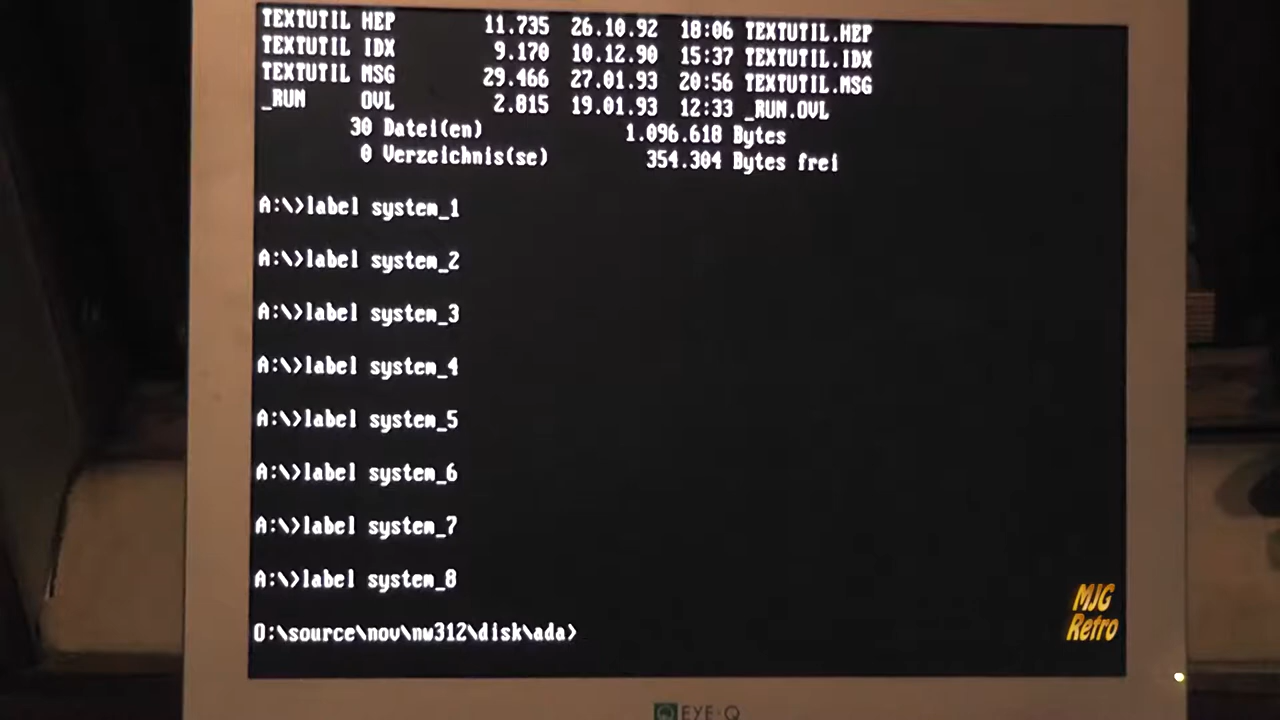 TEXTUTIL HEP 11.735 26.10.92 18:06 TEXTUTIL.HEP
TEXTUTIL IDX 9.170 10.12.90 15:37 TEXTUTIL.IDX
TEXTUTIL MSG 29.466 27.01.93 20:56 TEXTUTIL.MSG
_RUN OVL 2.815 19.01.93 12:33 _RUN.OVL
30 Datei(en) 1.096.618 Bytes
0 Verzeichnis(se) 354.304 Bytes frei
A:\>label system_1
A:\>label system_2
A:\>label system_3
A:\>label system_4
A:\>label system_5
A:\>label system_6
A:\>label system_7
A:\>label system_8
O:\source\nov\nw312\disk\ada>
MJG
Retro
EYE-Q